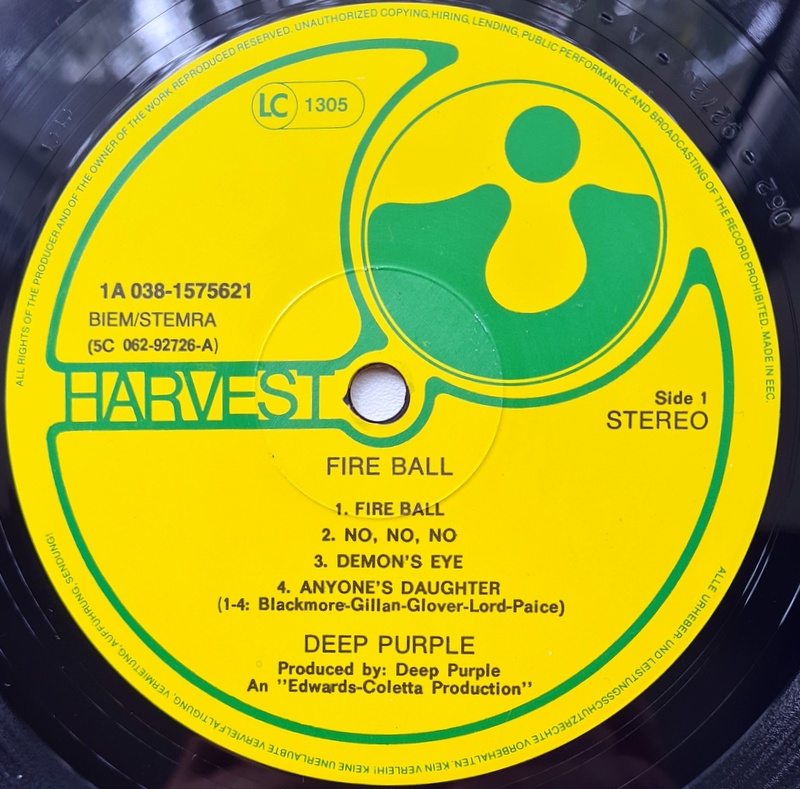 ALL RIGHTS OF THE PRODUCER AND OF THE OWNER OF THE WORK REPRODUCED RESERVED. UNAUTHORIZED COPYING, HIRING, LENDING, PUBLIC PERFORMANCE AND BROADCASTING OF THE RECORD PROHIBITED. MADE IN EEC.
LC 1305
1A 038-1575621
BIEM/STEMRA
(5C 062-92726-A)
HARVEST
Side 1
STEREO
FIRE BALL
1. FIRE BALL
2. NO, NO, NO
3. DEMON'S EYE
4. ANYONE'S DAUGHTER
(1-4: Blackmore-Gillan-Glover-Lord-Paice)
DEEP PURPLE
Produced by: Deep Purple
An "Edwards-Coletta Production"
ALLE URHEBER- UND LEISTUNGSSCHUTZRECHTE VORBEHALTEN. KEIN VERLEIH! KEINE UNERLAUBTE VERVIELFÄLTIGUNG, VERMIETUNG, AUFFÜHRUNG, SENDUNG!